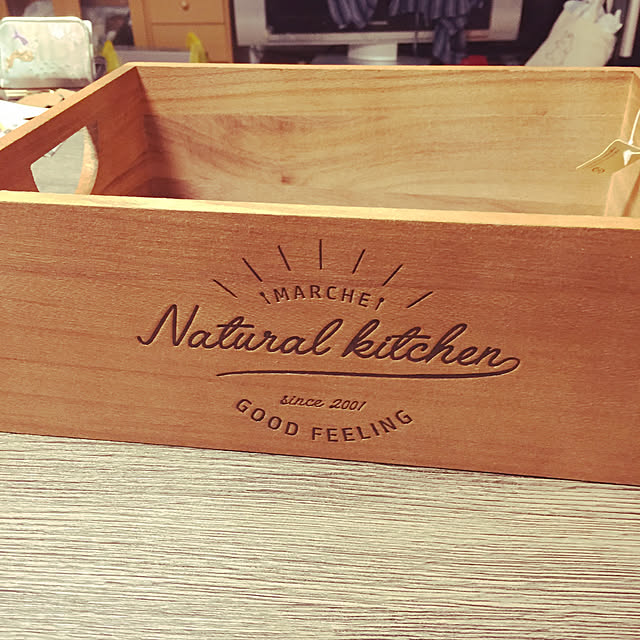 MARCHE
Natural kitchen
since 2001
GOOD FEELING